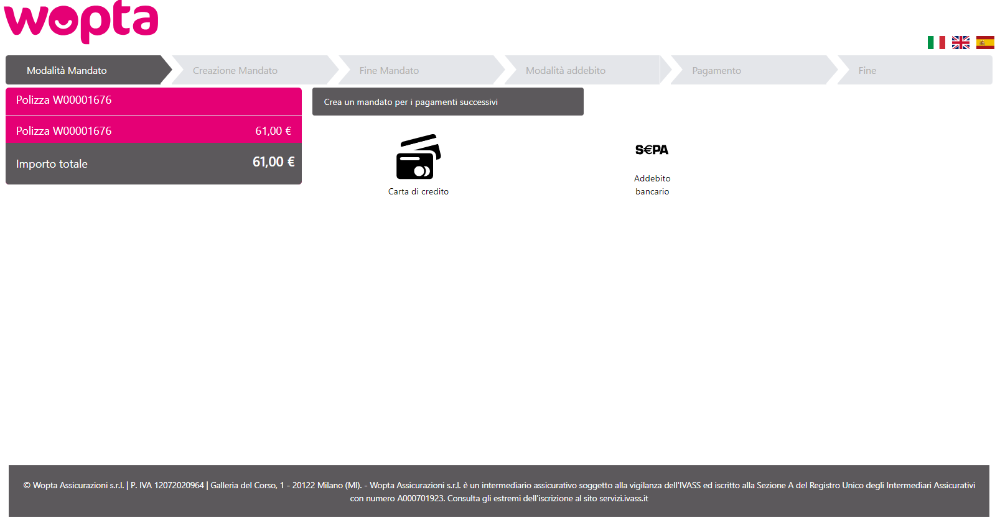 wopta
Modalità Mandato
Creazione Mandato
Fine Mandato
Modalità addebito
Pagamento
Fine
Polizza W00001676
Polizza W00001676 61,00 €
Importo totale 61,00 €
Crea un mandato per i pagamenti successivi
Carta di credito
S€PA
Addebito
bancario
© Wopta Assicurazioni s.r.l. | P. IVA 12072020964 | Galleria del Corso, 1 - 20122 Milano (MI). - Wopta Assicurazioni s.r.l. è un intermediario assicurativo soggetto alla vigilanza dell'IVASS ed iscritto alla Sezione A del Registro Unico degli Intermediari Assicurativi
con numero A000701923. Consulta gli estremi dell'iscrizione al sito servizi.ivass.it